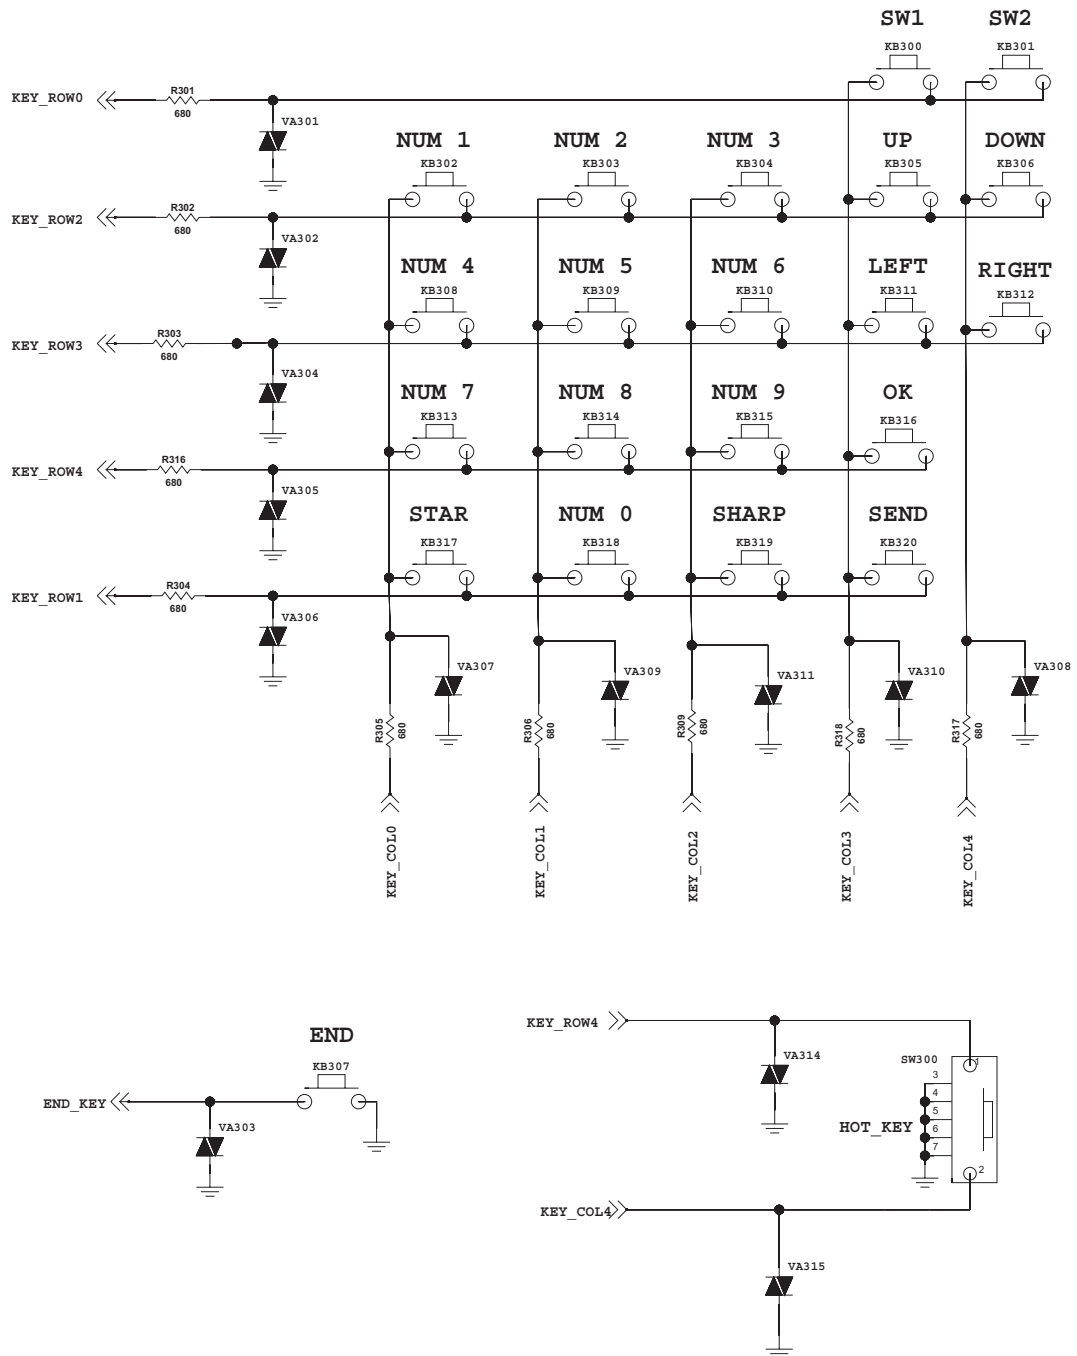 SW1 SW2
KB300 KB301
KEY_ROW0 R301 680
VA301
NUM 1 NUM 2 NUM 3 UP DOWN
KB302 KB303 KB304 KB305 KB306
KEY_ROW2 R302 680
VA302
NUM 4 NUM 5 NUM 6 LEFT RIGHT
KB308 KB309 KB310 KB311 KB312
KEY_ROW3 R303 680
VA304
NUM 7 NUM 8 NUM 9 OK
KB313 KB314 KB315 KB316
KEY_ROW4 R316 680
VA305
STAR NUM 0 SHARP SEND
KB317 KB318 KB319 KB320
KEY_ROW1 R304 680
VA306
VA307 VA309 VA311 VA310 VA308
R305 680 R306 680 R309 680 R318 680 R317 680
KEY_COL0 KEY_COL1 KEY_COL2 KEY_COL3 KEY_COL4
END
KB307
END_KEY
VA303
KEY_ROW4
VA314
SW300
1
3
4
5
6
7
HOT_KEY
2
KEY_COL4
VA315